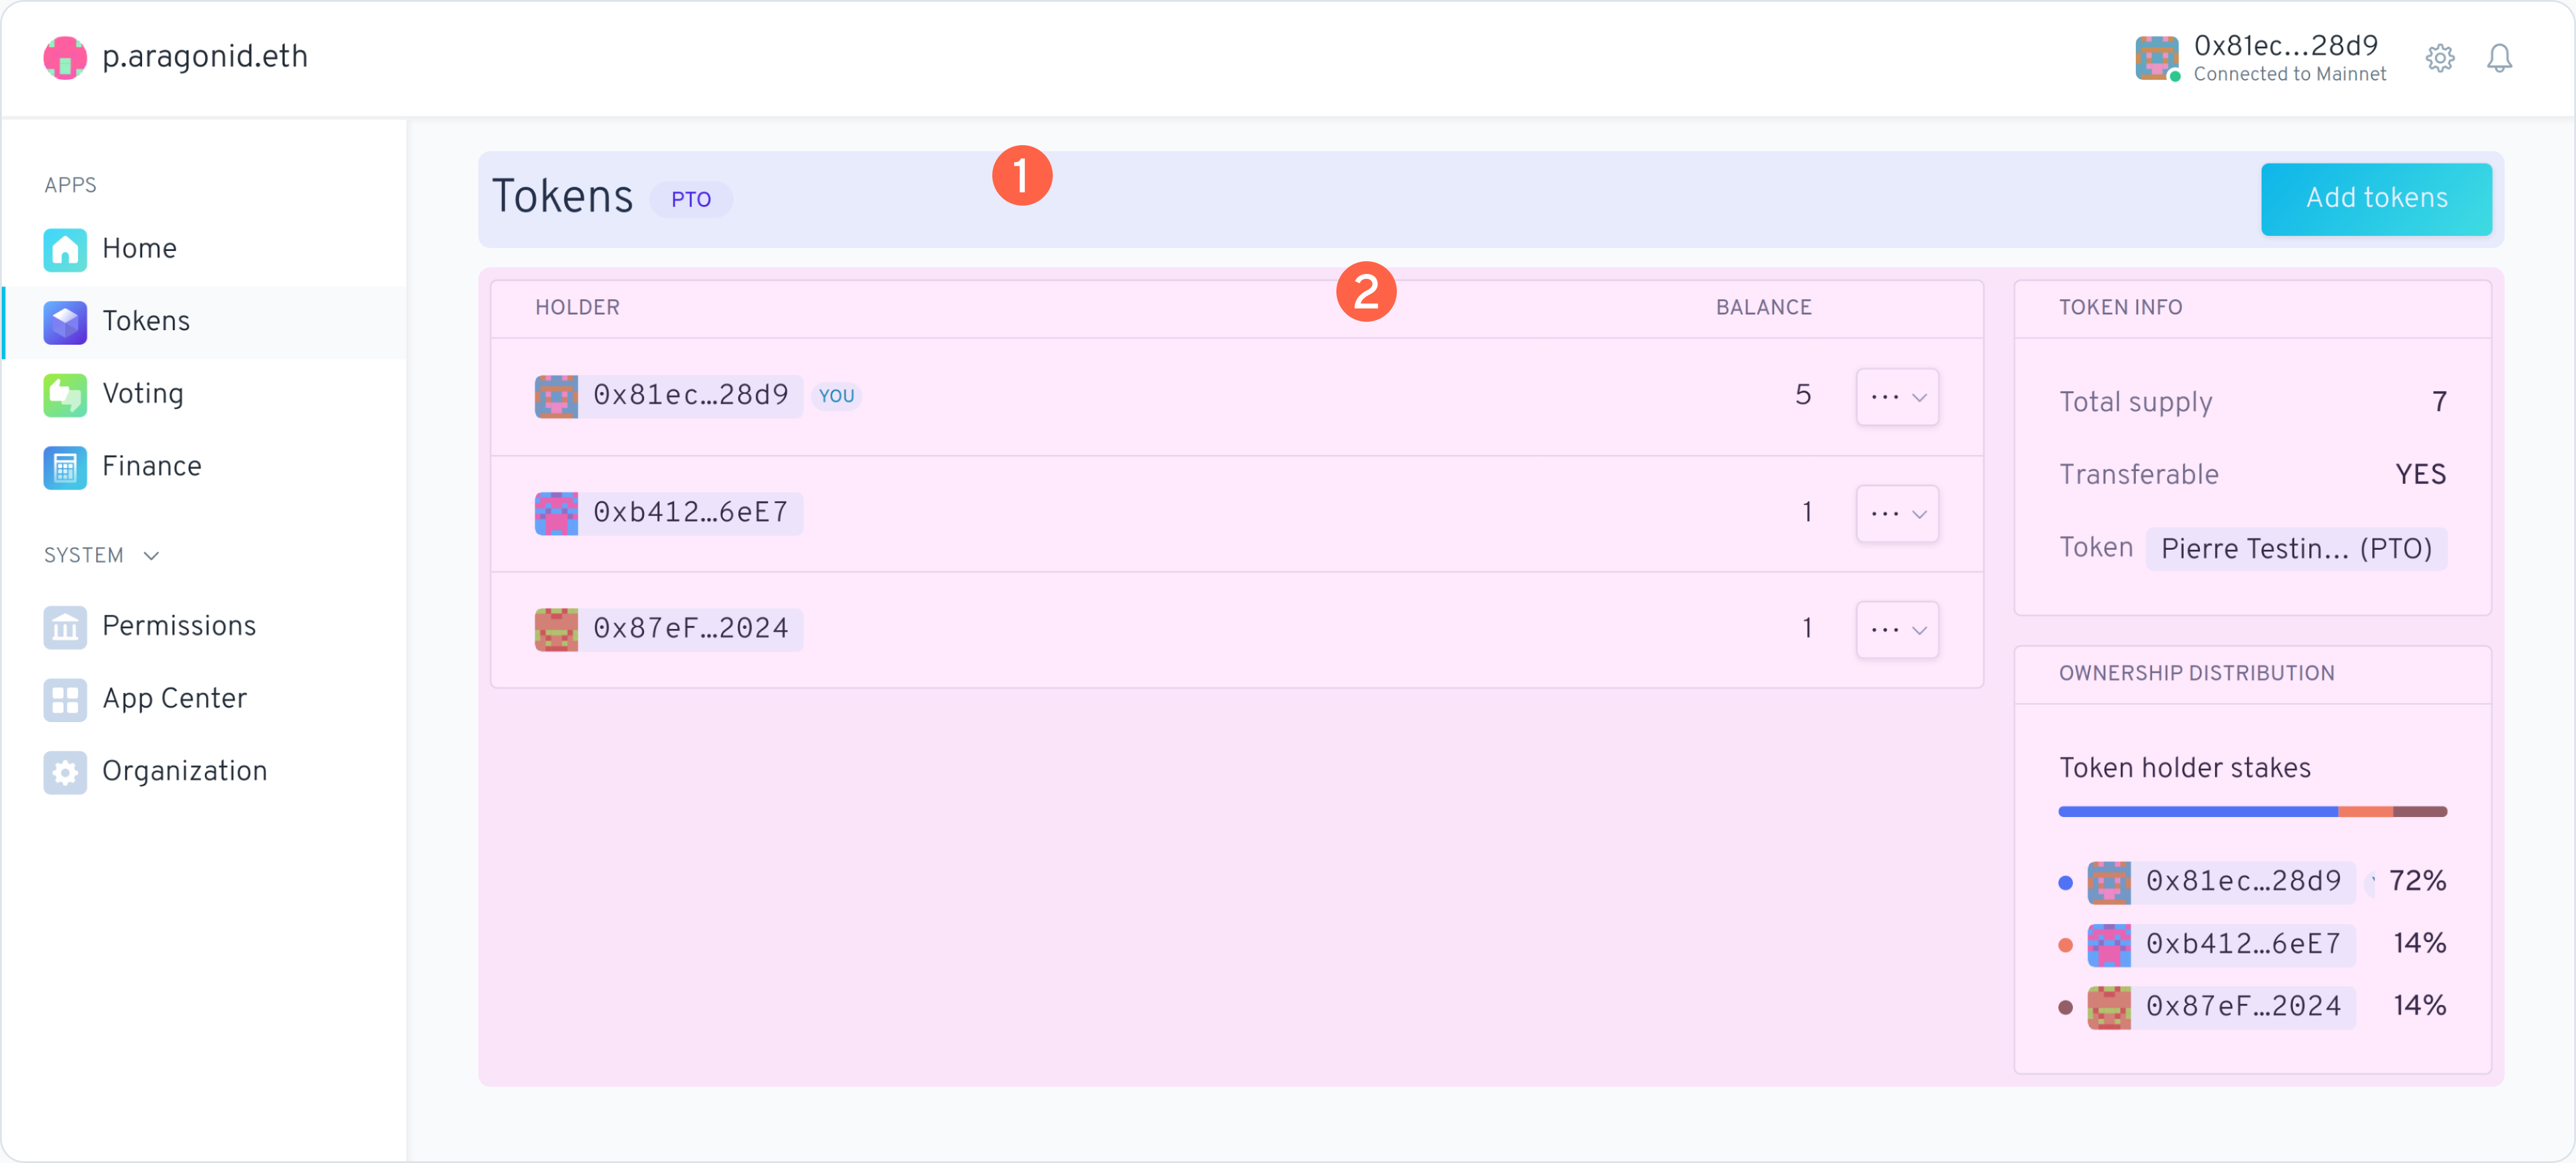 p.aragonid.eth
0x81ec...28d9
Connected to Mainnet
APPS
Home
Tokens
Voting
Finance
SYSTEM
Permissions
App Center
Organization
Tokens PTO
1
Add tokens
2
HOLDER BALANCE
0x81ec…28d9 YOU 5
0xb412…6eE7 1
0x87eF…2024 1
TOKEN INFO
Total supply 7
Transferable YES
Token Pierre Testin... (PTO)
OWNERSHIP DISTRIBUTION
Token holder stakes
0x81ec…28d9 72%
0xb412…6eE7 14%
0x87eF…2024 14%